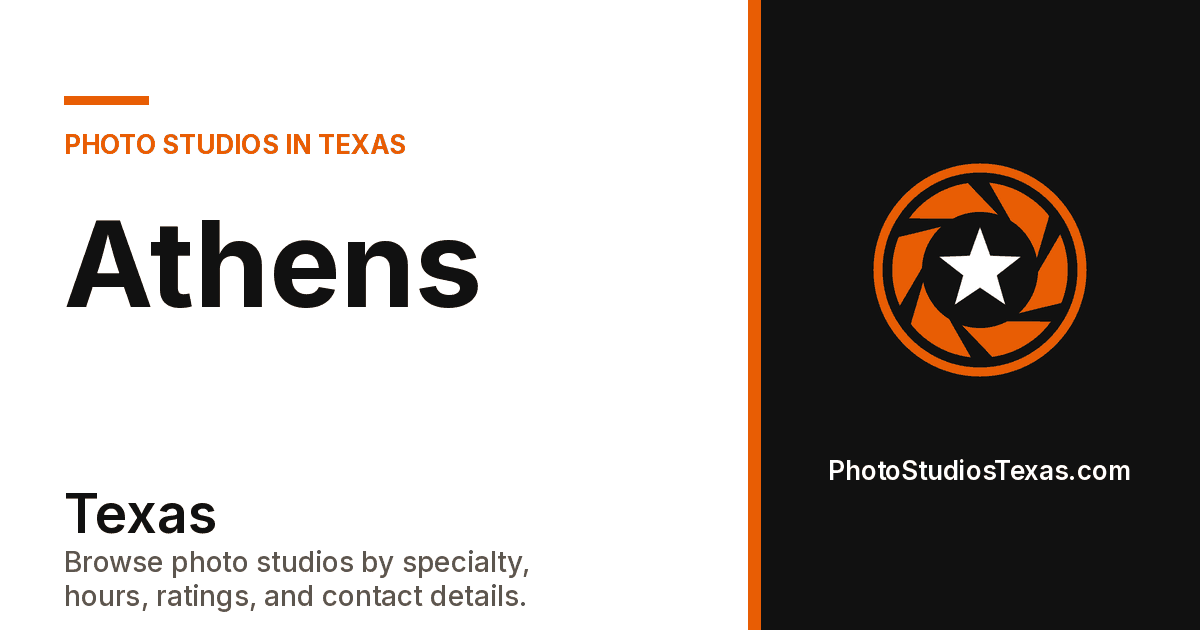 PHOTO STUDIOS IN TEXAS
Athens
Texas
Browse photo studios by specialty,
hours, ratings, and contact details.
PhotoStudiosTexas.com